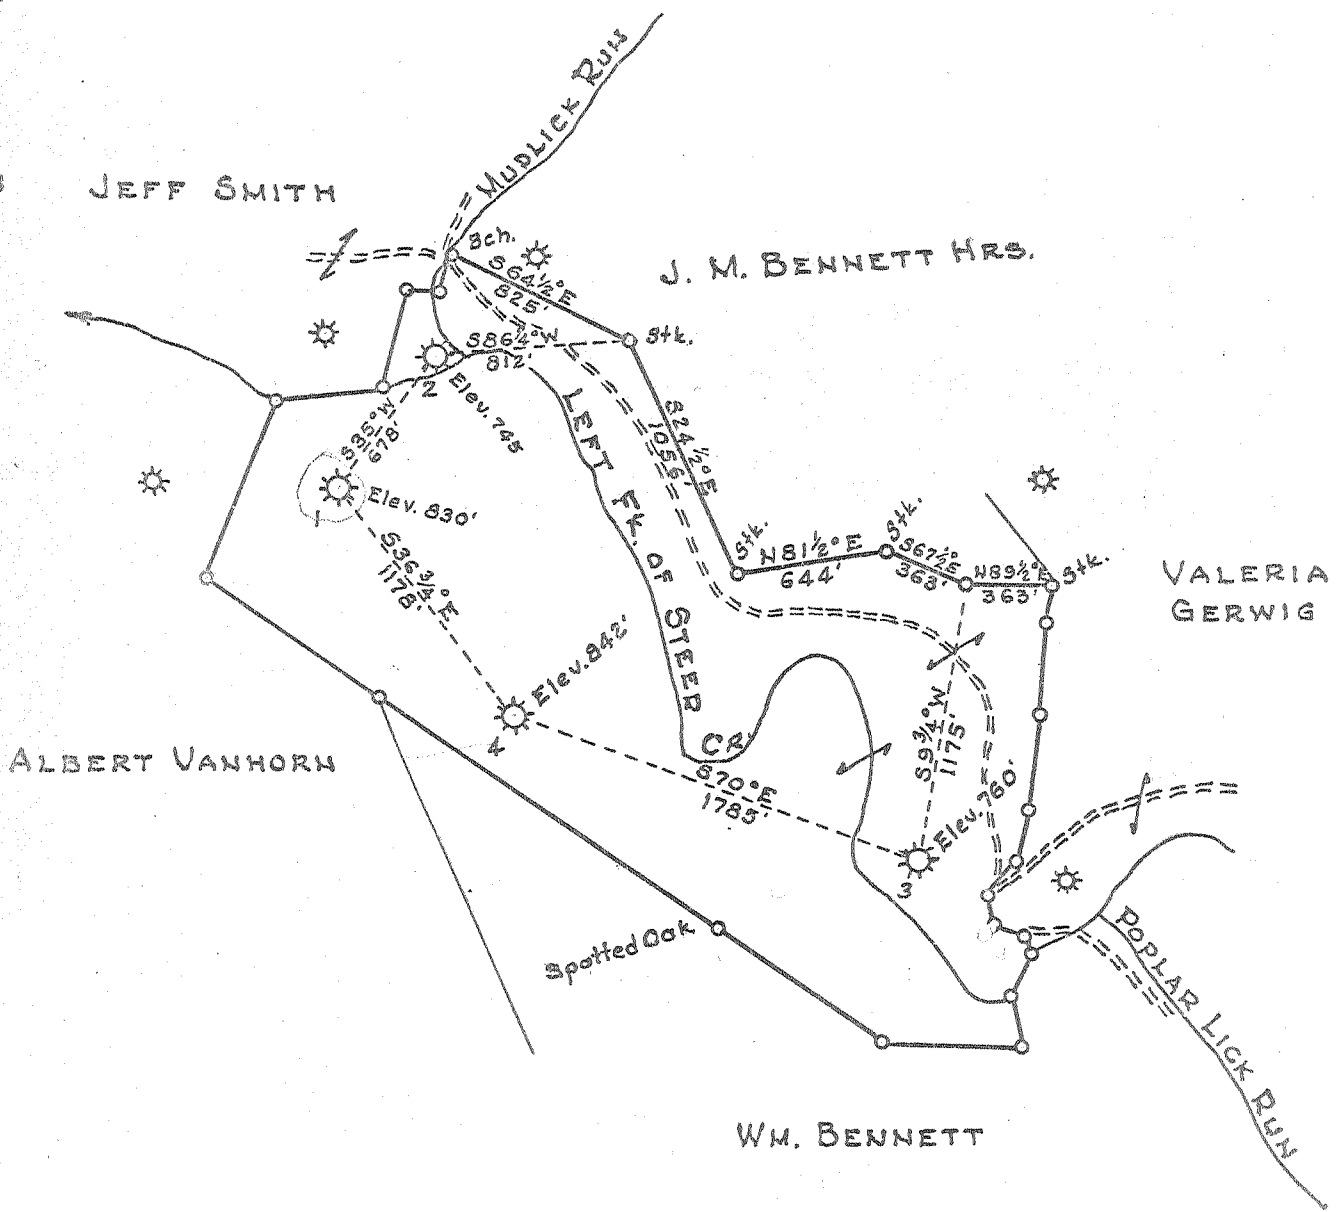 MUDLICK RUN
JEFF SMITH
Sch.
S64½°E
825'
J. M. BENNETT HRS.
S86¼°W
812'
Stk.
2
Elev. 745
S35°W
678'
LEFT FK. OF STEER
CR.
S24½°E
1056'
1
Elev. 830'
Stk.
N81½°E
644'
Stk.
S67½°E
363'
N89½°E
363'
Stk.
VALERIA
GERWIG
S36¾°E
1178'
Elev. 842'
4
ALBERT VANHORN
S70°E
1785'
S9¾°W
1175'
Elev. 760'
3
Spotted Oak
POPLAR LICK RUN
WM. BENNETT